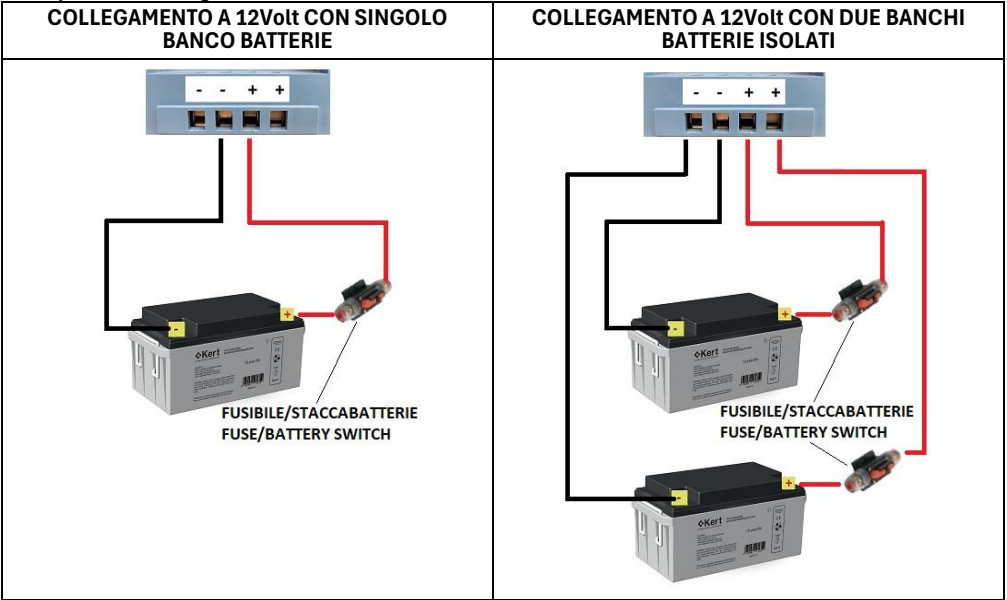 COLLEGAMENTO A 12Volt CON SINGOLO
BANCO BATTERIE
COLLEGAMENTO A 12Volt CON DUE BANCHI
BATTERIE ISOLATI
- - + +
- +
Kert
FUSIBILE/STACCABATTERIE
FUSE/BATTERY SWITCH
- - + +
- +
Kert
FUSIBILE/STACCABATTERIE
FUSE/BATTERY SWITCH
- +
Kert